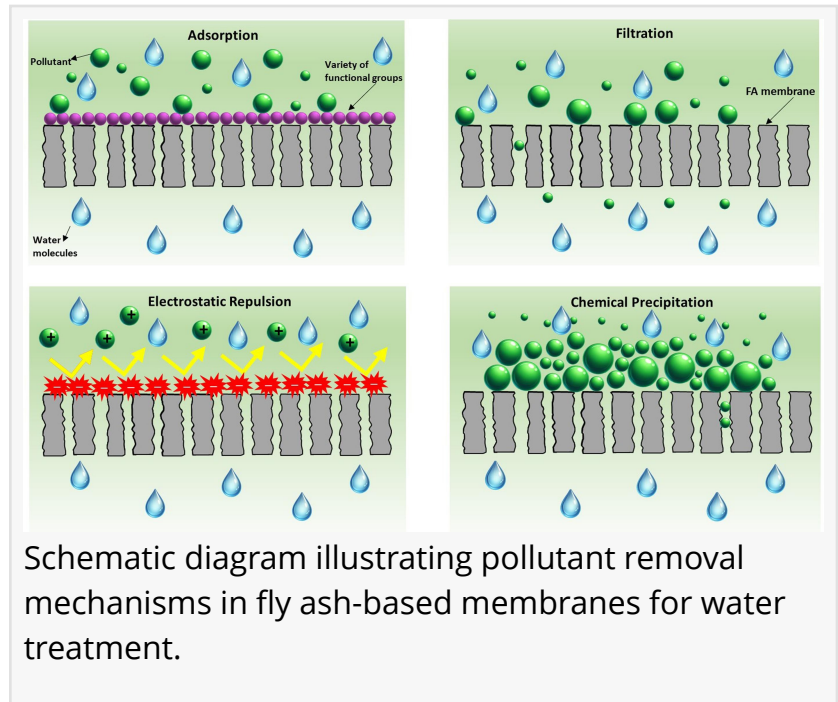 Adsorption
Pollutant
Variety of
functional groups
Water
molecules
Filtration
FA membrane
Electrostatic Repulsion
+ + + + + +
− − − − − − − − − − − − −
Chemical Precipitation
Schematic diagram illustrating pollutant removal
mechanisms in fly ash-based membranes for water
treatment.